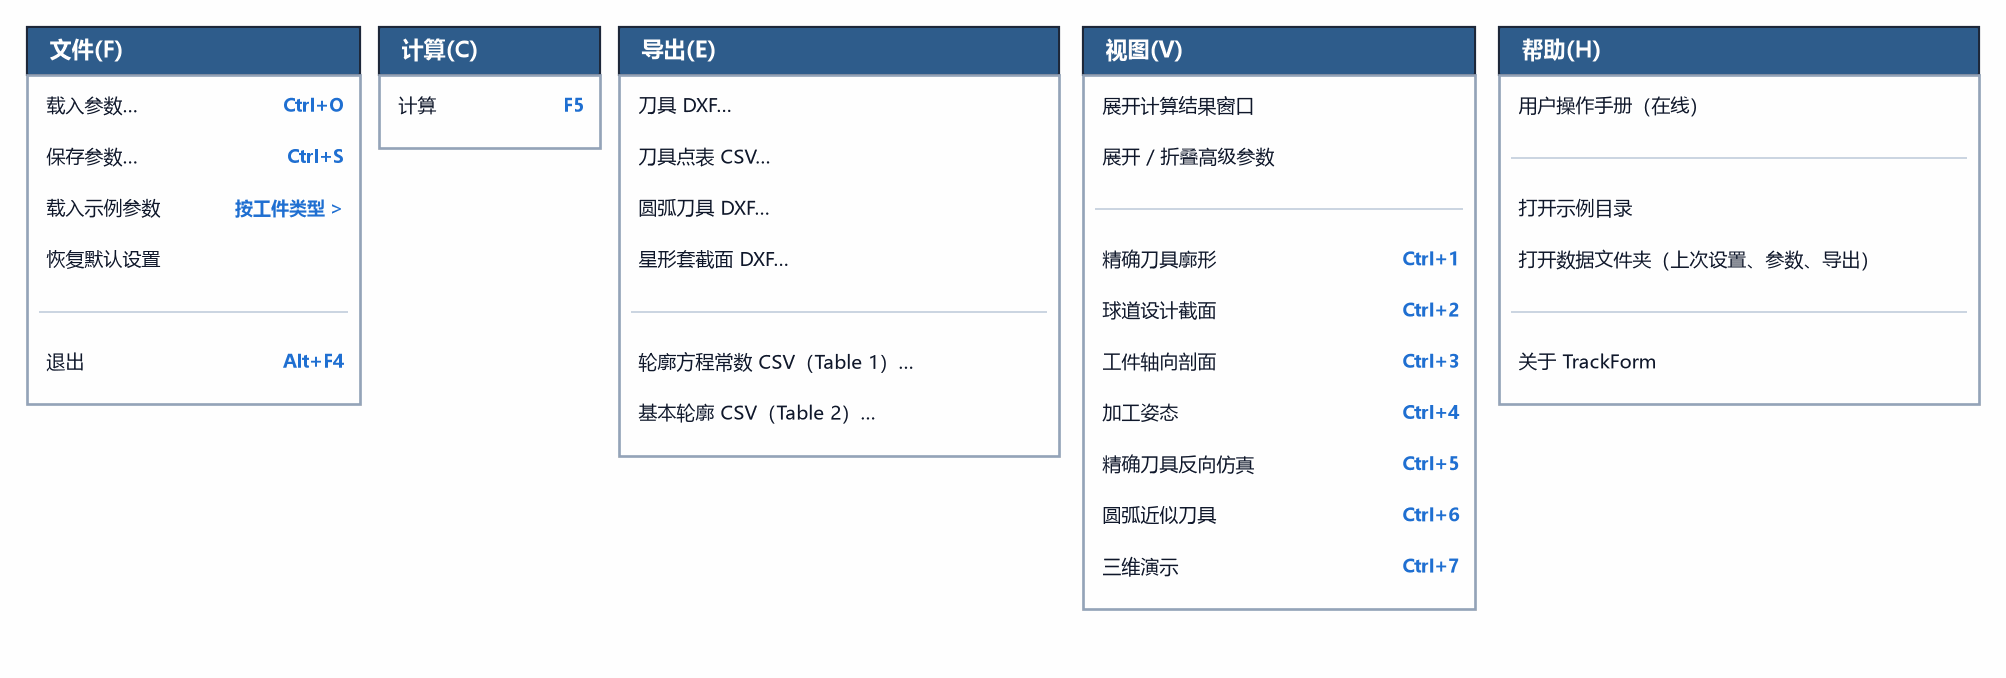 文件(F)
载入参数... Ctrl+O
保存参数... Ctrl+S
载入示例参数 按工件类型 >
恢复默认设置
退出 Alt+F4
计算(C)
计算 F5
导出(E)
刀具 DXF...
刀具点表 CSV...
圆弧刀具 DXF...
星形套截面 DXF...
轮廓方程常数 CSV（Table 1）...
基本轮廓 CSV（Table 2）...
视图(V)
展开计算结果窗口
展开 / 折叠高级参数
精确刀具廓形 Ctrl+1
球道设计截面 Ctrl+2
工件轴向剖面 Ctrl+3
加工姿态 Ctrl+4
精确刀具反向仿真 Ctrl+5
圆弧近似刀具 Ctrl+6
三维演示 Ctrl+7
帮助(H)
用户操作手册（在线）
打开示例目录
打开数据文件夹（上次设置、参数、导出）
关于 TrackForm